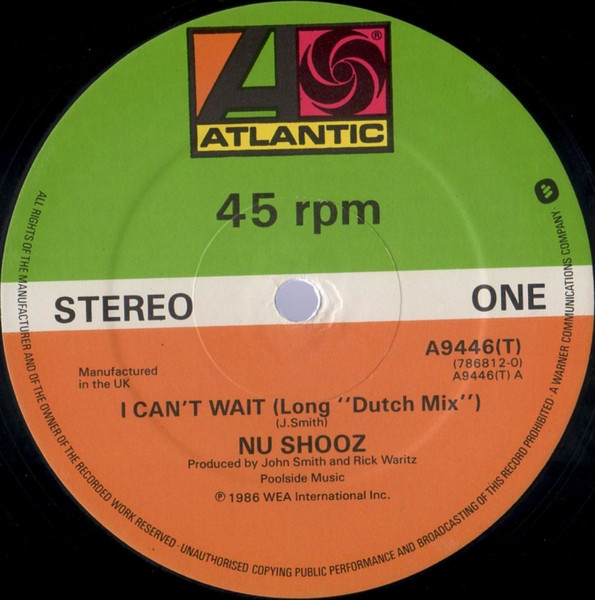 ATLANTIC
®
45 rpm
STEREO
ONE
A9446(T)
(786812-0)
A9446(T) A
Manufactured
in the UK
I CAN'T WAIT (Long "Dutch Mix")
(J.Smith)
NU SHOOZ
Produced by John Smith and Rick Waritz
Poolside Music
℗ 1986 WEA International Inc.
ALL RIGHTS OF THE MANUFACTURER AND OF THE OWNER OF THE RECORDED WORK RESERVED · UNAUTHORISED COPYING PUBLIC PERFORMANCE AND BROADCASTING OF THIS RECORD PROHIBITED · A WARNER COMMUNICATIONS COMPANY ·